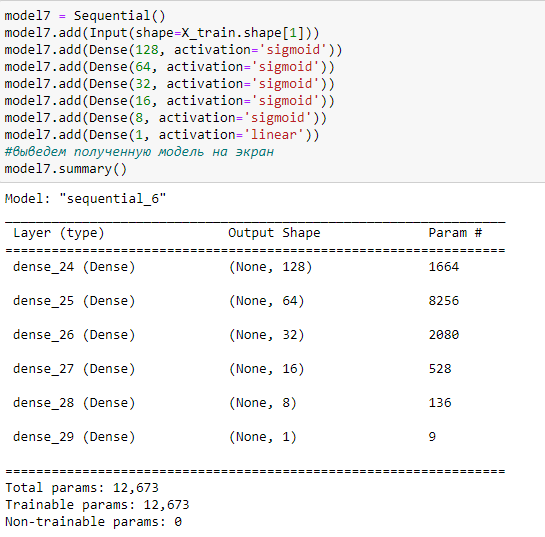 model7 = Sequential()
model7.add(Input(shape=X_train.shape[1]))
model7.add(Dense(128, activation='sigmoid'))
model7.add(Dense(64, activation='sigmoid'))
model7.add(Dense(32, activation='sigmoid'))
model7.add(Dense(16, activation='sigmoid'))
model7.add(Dense(8, activation='sigmoid'))
model7.add(Dense(1, activation='linear'))
#выведем полученную модель на экран
model7.summary()
Model: "sequential_6"
_________________________________________________________________
Layer (type) Output Shape Param #
=================================================================
dense_24 (Dense) (None, 128) 1664
dense_25 (Dense) (None, 64) 8256
dense_26 (Dense) (None, 32) 2080
dense_27 (Dense) (None, 16) 528
dense_28 (Dense) (None, 8) 136
dense_29 (Dense) (None, 1) 9
=================================================================
Total params: 12,673
Trainable params: 12,673
Non-trainable params: 0